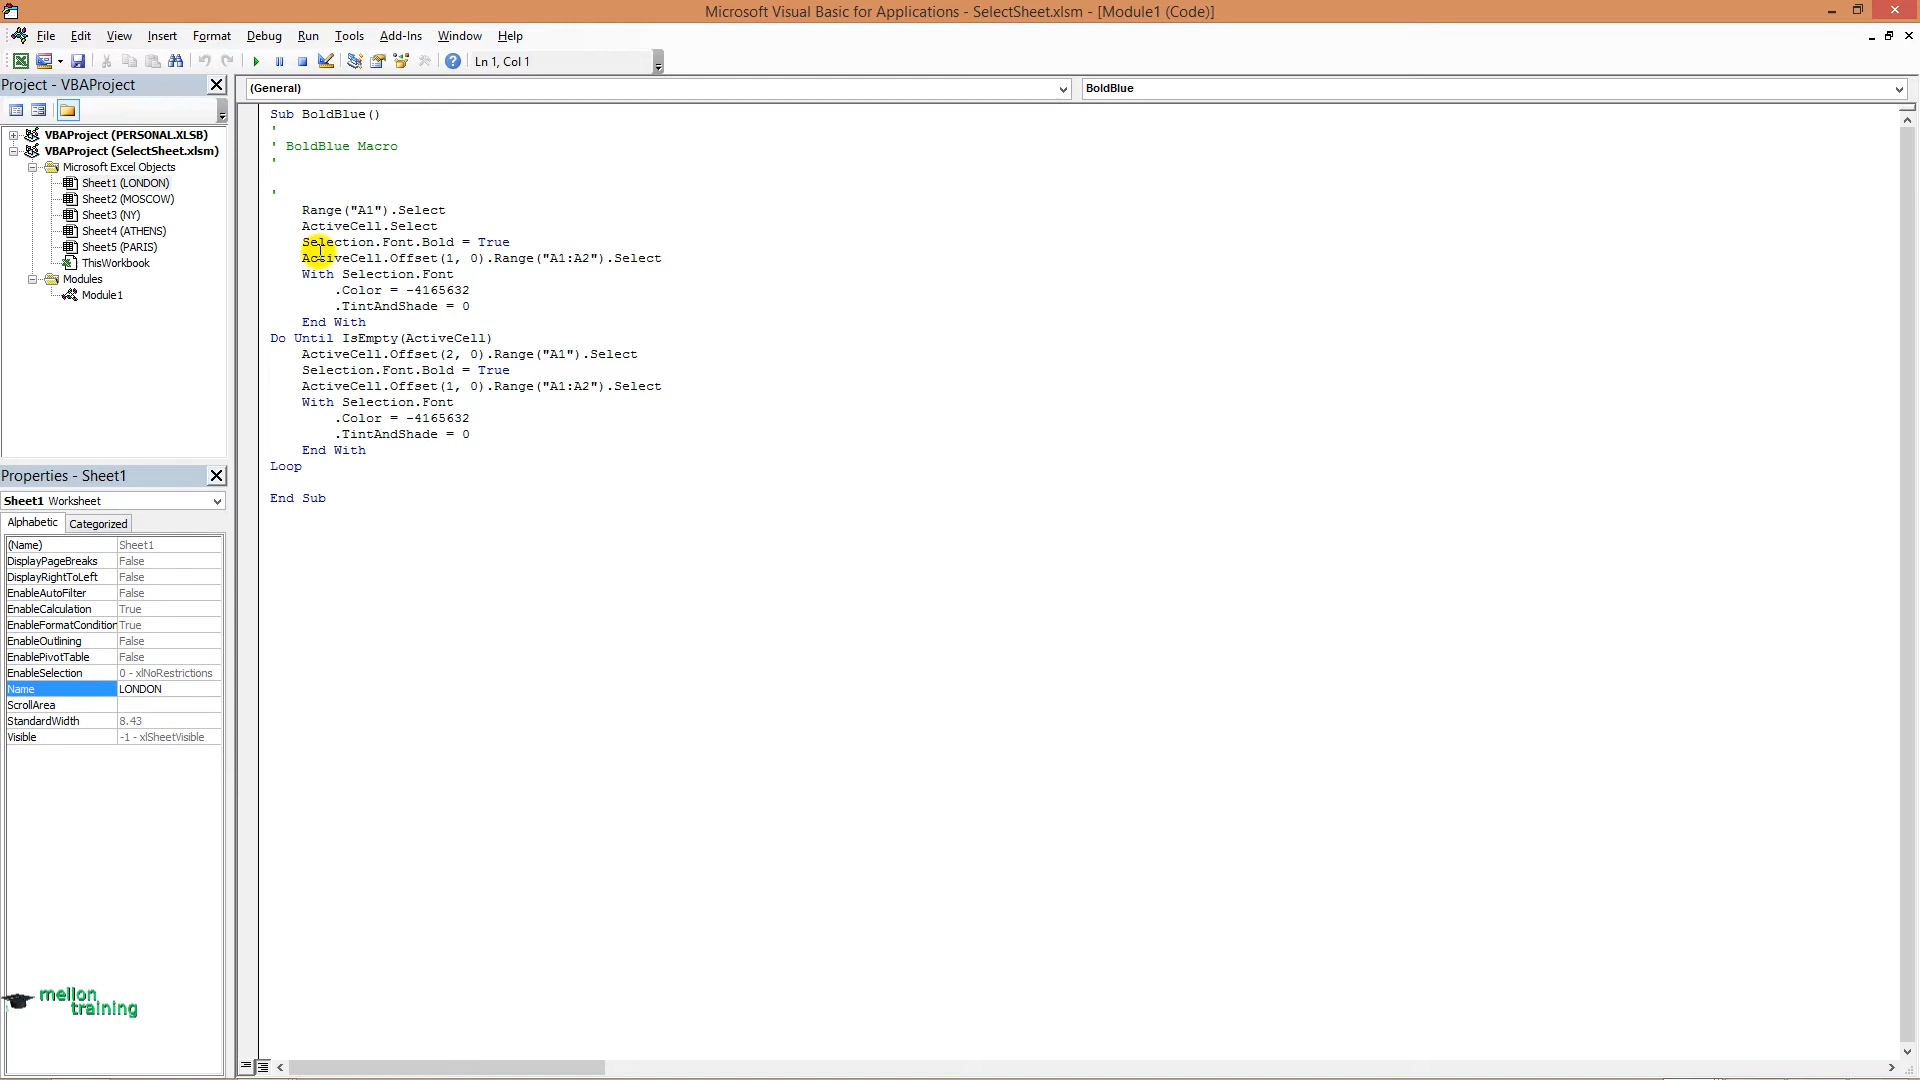 Microsoft Visual Basic for Applications - SelectSheet.xlsm - [Module1 (Code)]
File Edit View Insert Format Debug Run Tools Add-Ins Window Help
Ln 1, Col 1
Project - VBAProject
(General)
BoldBlue
VBAProject (PERSONAL.XLSB)
VBAProject (SelectSheet.xlsm)
Microsoft Excel Objects
Sheet1 (LONDON)
Sheet2 (MOSCOW)
Sheet3 (NY)
Sheet4 (ATHENS)
Sheet5 (PARIS)
ThisWorkbook
Modules
Module1
Sub BoldBlue()
'
' BoldBlue Macro
'
'
Range("A1").Select
ActiveCell.Select
Selection.Font.Bold = True
ActiveCell.Offset(1, 0).Range("A1:A2").Select
With Selection.Font
.Color = -4165632
.TintAndShade = 0
End With
Do Until IsEmpty(ActiveCell)
ActiveCell.Offset(2, 0).Range("A1").Select
Selection.Font.Bold = True
ActiveCell.Offset(1, 0).Range("A1:A2").Select
With Selection.Font
.Color = -4165632
.TintAndShade = 0
End With
Loop
End Sub
Properties - Sheet1
Sheet1 Worksheet
Alphabetic Categorized
(Name) Sheet1
DisplayPageBreaks False
DisplayRightToLeft False
EnableAutoFilter False
EnableCalculation True
EnableFormatCondition True
EnableOutlining False
EnablePivotTable False
EnableSelection 0 - xlNoRestrictions
Name LONDON
ScrollArea
StandardWidth 8.43
Visible -1 - xlSheetVisible
mellon
training